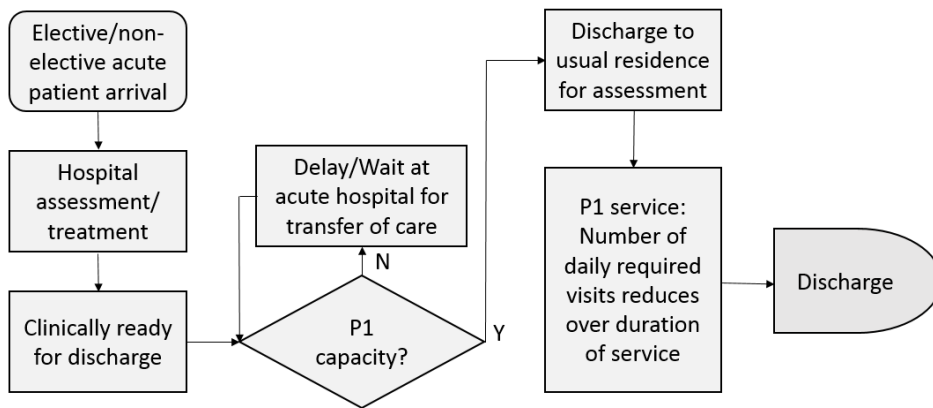 Elective/non-
elective acute
patient arrival
Hospital
assessment/
treatment
Clinically ready
for discharge
Delay/Wait at
acute hospital for
transfer of care
N
P1
capacity?
Y
Discharge to
usual residence
for assessment
P1 service:
Number of
daily required
visits reduces
over duration
of service
Discharge